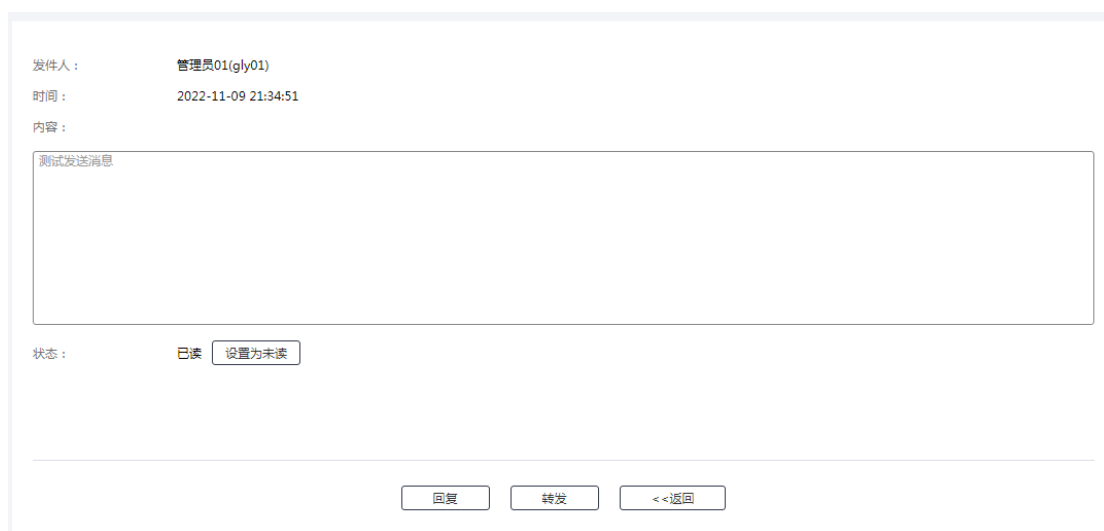 发件人： 管理员01(gly01)
时间： 2022-11-09 21:34:51
内容：
测试发送消息
状态： 已读 设置为未读
回复 转发 <<返回